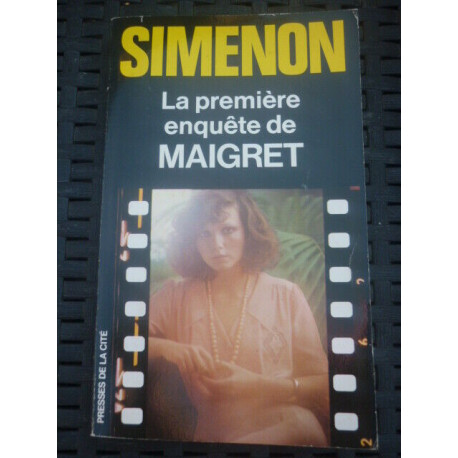 SIMENON
La première
enquête de
MAIGRET
PRESSES DE LA CITÉ
2